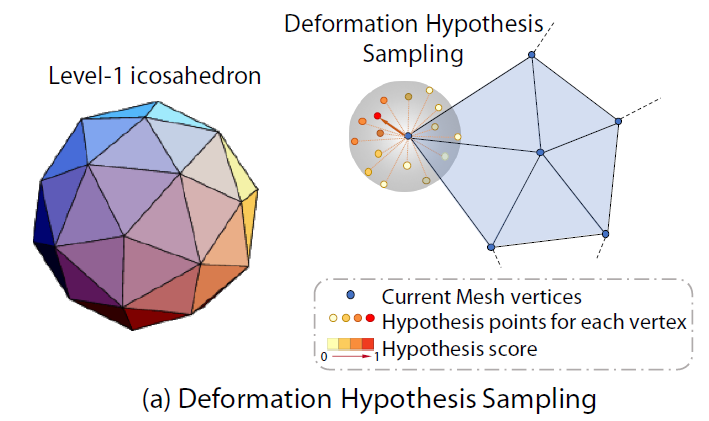 Deformation Hypothesis
Sampling
Level-1 icosahedron
Current Mesh vertices
Hypothesis points for each vertex
0 1 Hypothesis score
(a) Deformation Hypothesis Sampling